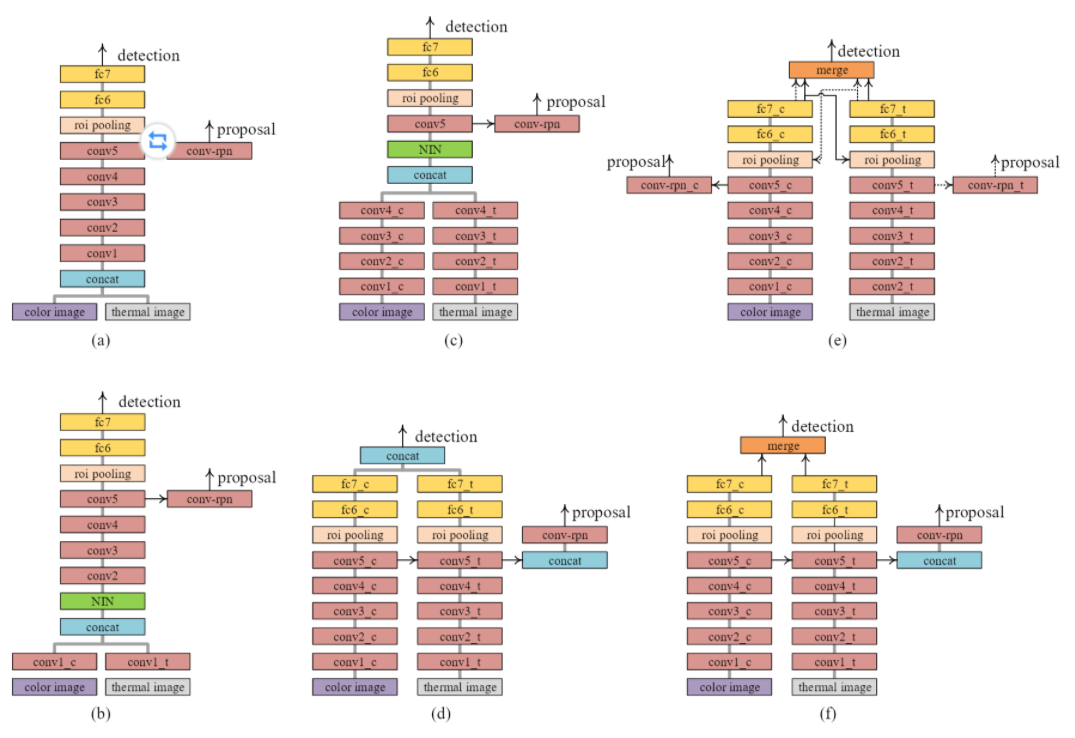 detection
fc7
fc6
roi pooling
proposal
conv5 conv-rpn
conv4
conv3
conv2
conv1
concat
color image thermal image
(a)
detection
fc7
fc6
roi pooling
proposal
conv5 conv-rpn
NIN
concat
conv4_c conv4_t
conv3_c conv3_t
conv2_c conv2_t
conv1_c conv1_t
color image thermal image
(c)
detection
merge
fc7_c fc7_t
fc6_c fc6_t
proposal roi pooling roi pooling proposal
conv-rpn_c conv5_c conv5_t conv-rpn_t
conv4_c conv4_t
conv3_c conv3_t
conv2_c conv2_t
conv1_c conv2_t
color image thermal image
(e)
detection
fc7
fc6
roi pooling
proposal
conv5 conv-rpn
conv4
conv3
conv2
NIN
concat
conv1_c conv1_t
color image thermal image
(b)
detection
concat
fc7_c fc7_t
fc6_c fc6_t proposal
roi pooling roi pooling conv-rpn
conv5_c conv5_t concat
conv4_c conv4_t
conv3_c conv3_t
conv2_c conv2_t
conv1_c conv1_t
color image thermal image
(d)
detection
merge
fc7_c fc7_t
fc6_c fc6_t proposal
roi pooling roi pooling conv-rpn
conv5_c conv5_t concat
conv4_c conv4_t
conv3_c conv3_t
conv2_c conv2_t
conv1_c conv1_t
color image thermal image
(f)